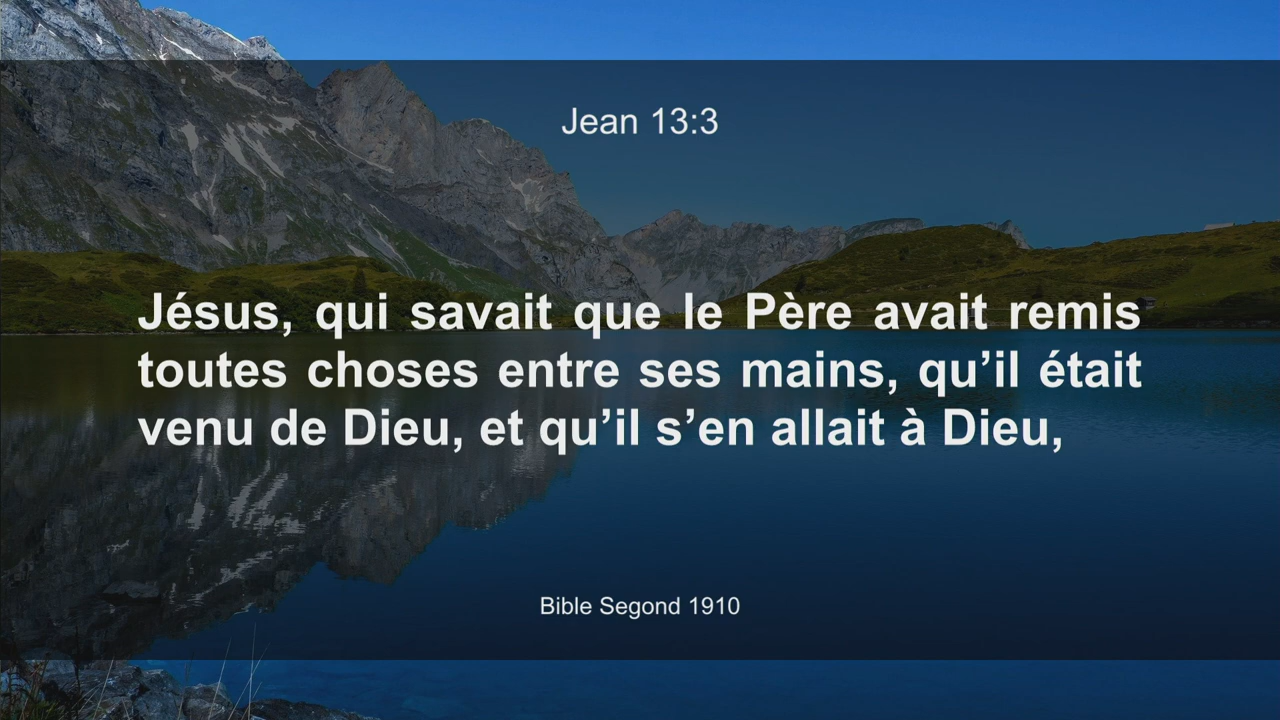 Jean 13:3
Jésus, qui savait que le Père avait remis
toutes choses entre ses mains, qu’il était
venu de Dieu, et qu’il s’en allait à Dieu,
Bible Segond 1910